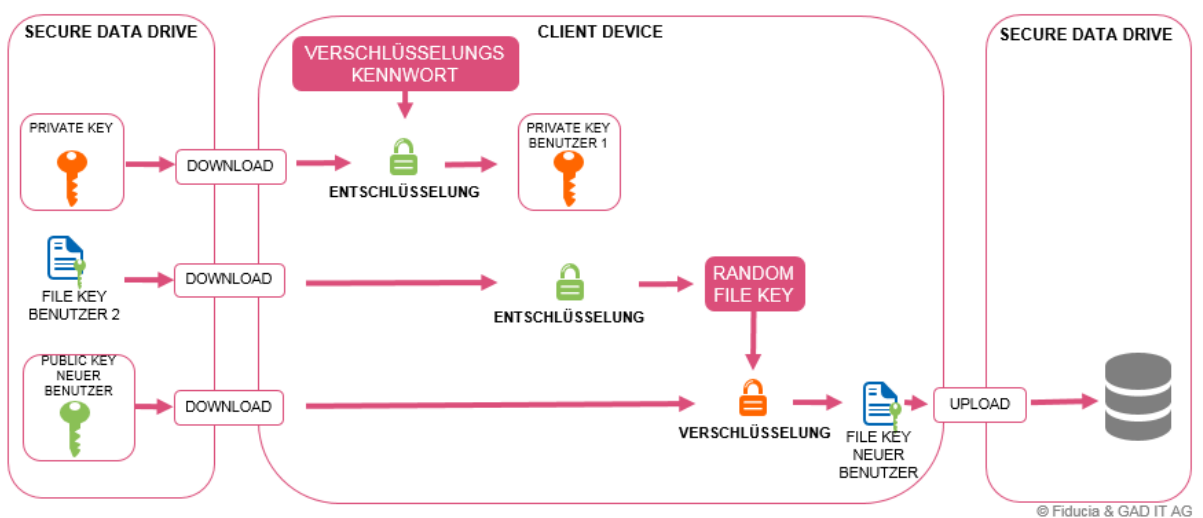 SECURE DATA DRIVE
CLIENT DEVICE
SECURE DATA DRIVE
VERSCHLÜSSELUNGS
KENNWORT
PRIVATE KEY
DOWNLOAD
ENTSCHLÜSSELUNG
PRIVATE KEY
BENUTZER 1
FILE KEY
BENUTZER 2
DOWNLOAD
ENTSCHLÜSSELUNG
RANDOM
FILE KEY
PUBLIC KEY
NEUER
BENUTZER
DOWNLOAD
VERSCHLÜSSELUNG
FILE KEY
NEUER
BENUTZER
UPLOAD
© Fiducia & GAD IT AG